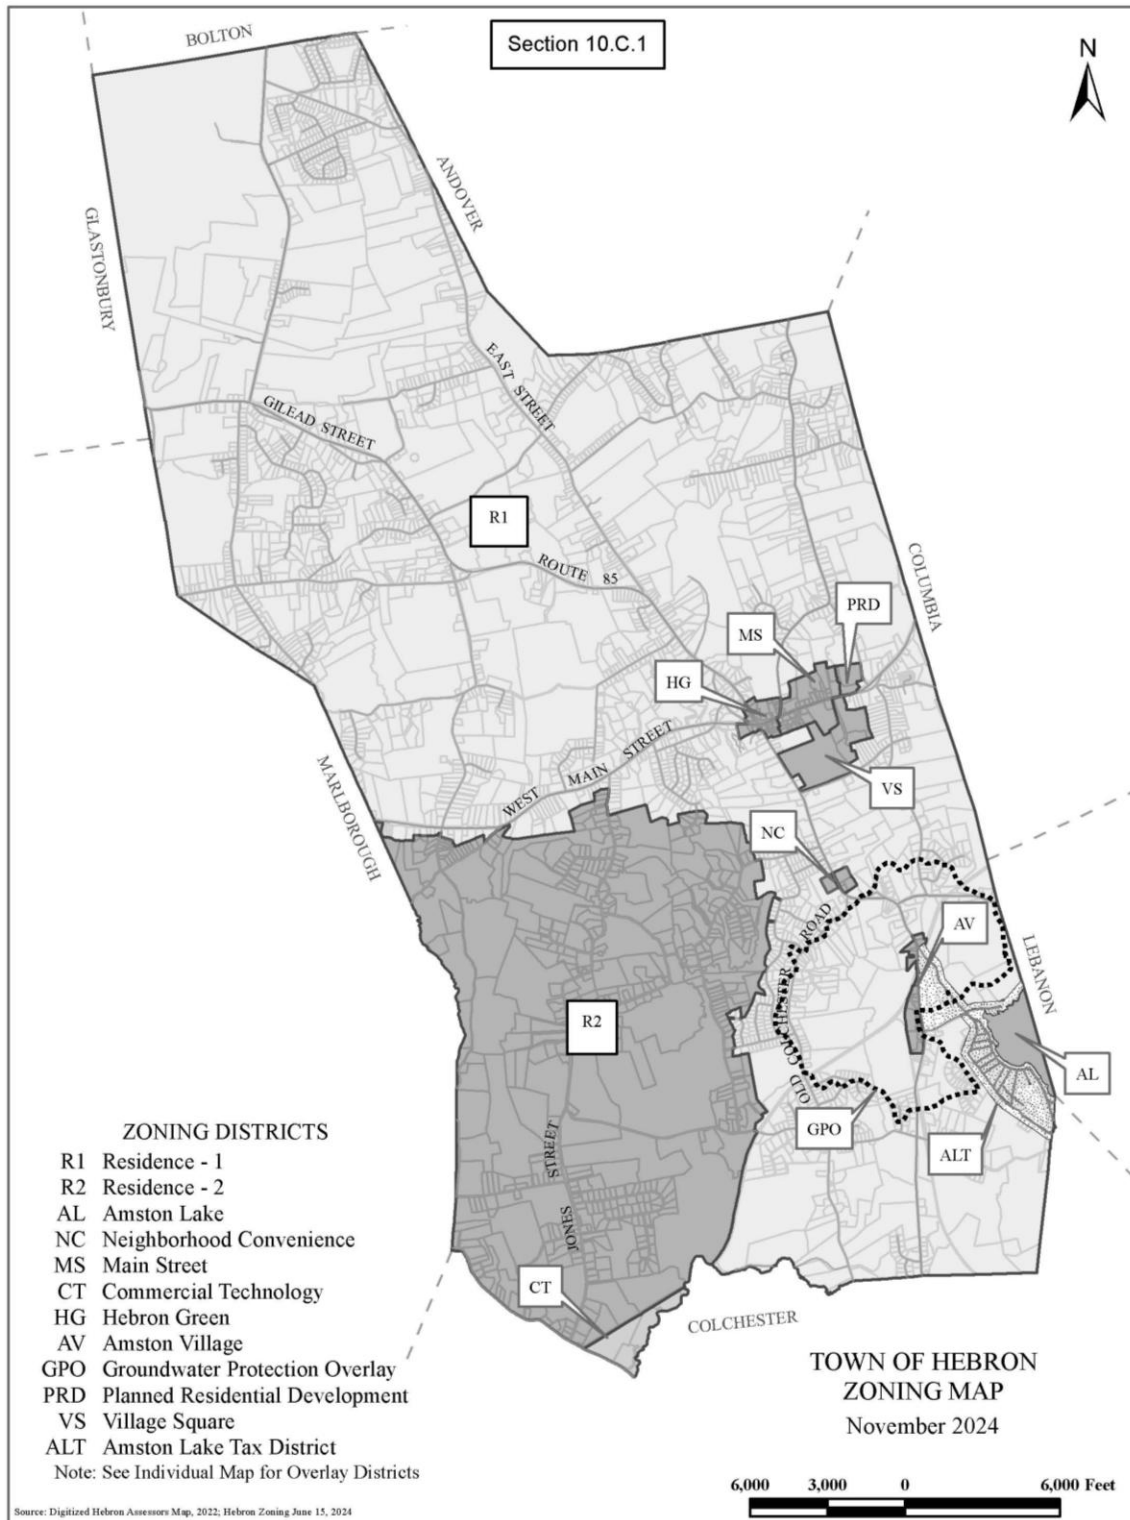 BOLTON
Section 10.C.1
N
ANDOVER
GLASTONBURY
EAST STREET
GILEAD STREET
R1
ROUTE 85
COLUMBIA
PRD
MS
HG
WEST MAIN STREET
MARLBOROUGH
VS
NC
OLD COLCHESTER ROAD
AV
LEBANON
R2
AL
GPO
ALT
JONES STREET
CT
COLCHESTER
ZONING DISTRICTS
R1 Residence - 1
R2 Residence - 2
AL Amston Lake
NC Neighborhood Convenience
MS Main Street
CT Commercial Technology
HG Hebron Green
AV Amston Village
GPO Groundwater Protection Overlay
PRD Planned Residential Development
VS Village Square
ALT Amston Lake Tax District
Note: See Individual Map for Overlay Districts
TOWN OF HEBRON
ZONING MAP
November 2024
6,000 3,000 0 6,000 Feet
Source: Digitized Hebron Assessors Map, 2022; Hebron Zoning June 15, 2024